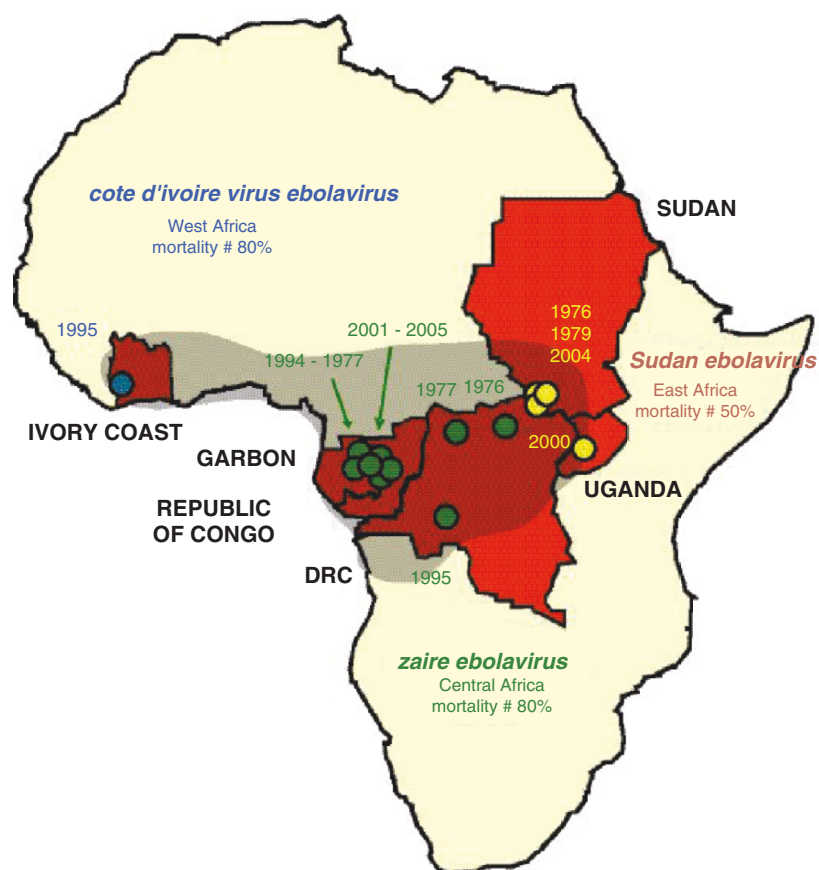 cote d'ivoire virus ebolavirus
West Africa
mortality # 80%
SUDAN
1995
2001 - 2005
1994 - 1977
1976
1979
2004
Sudan ebolavirus
East Africa
mortality # 50%
1977
1976
IVORY COAST
GARBON
2000
UGANDA
REPUBLIC
OF CONGO
DRC
1995
zaire ebolavirus
Central Africa
mortality # 80%